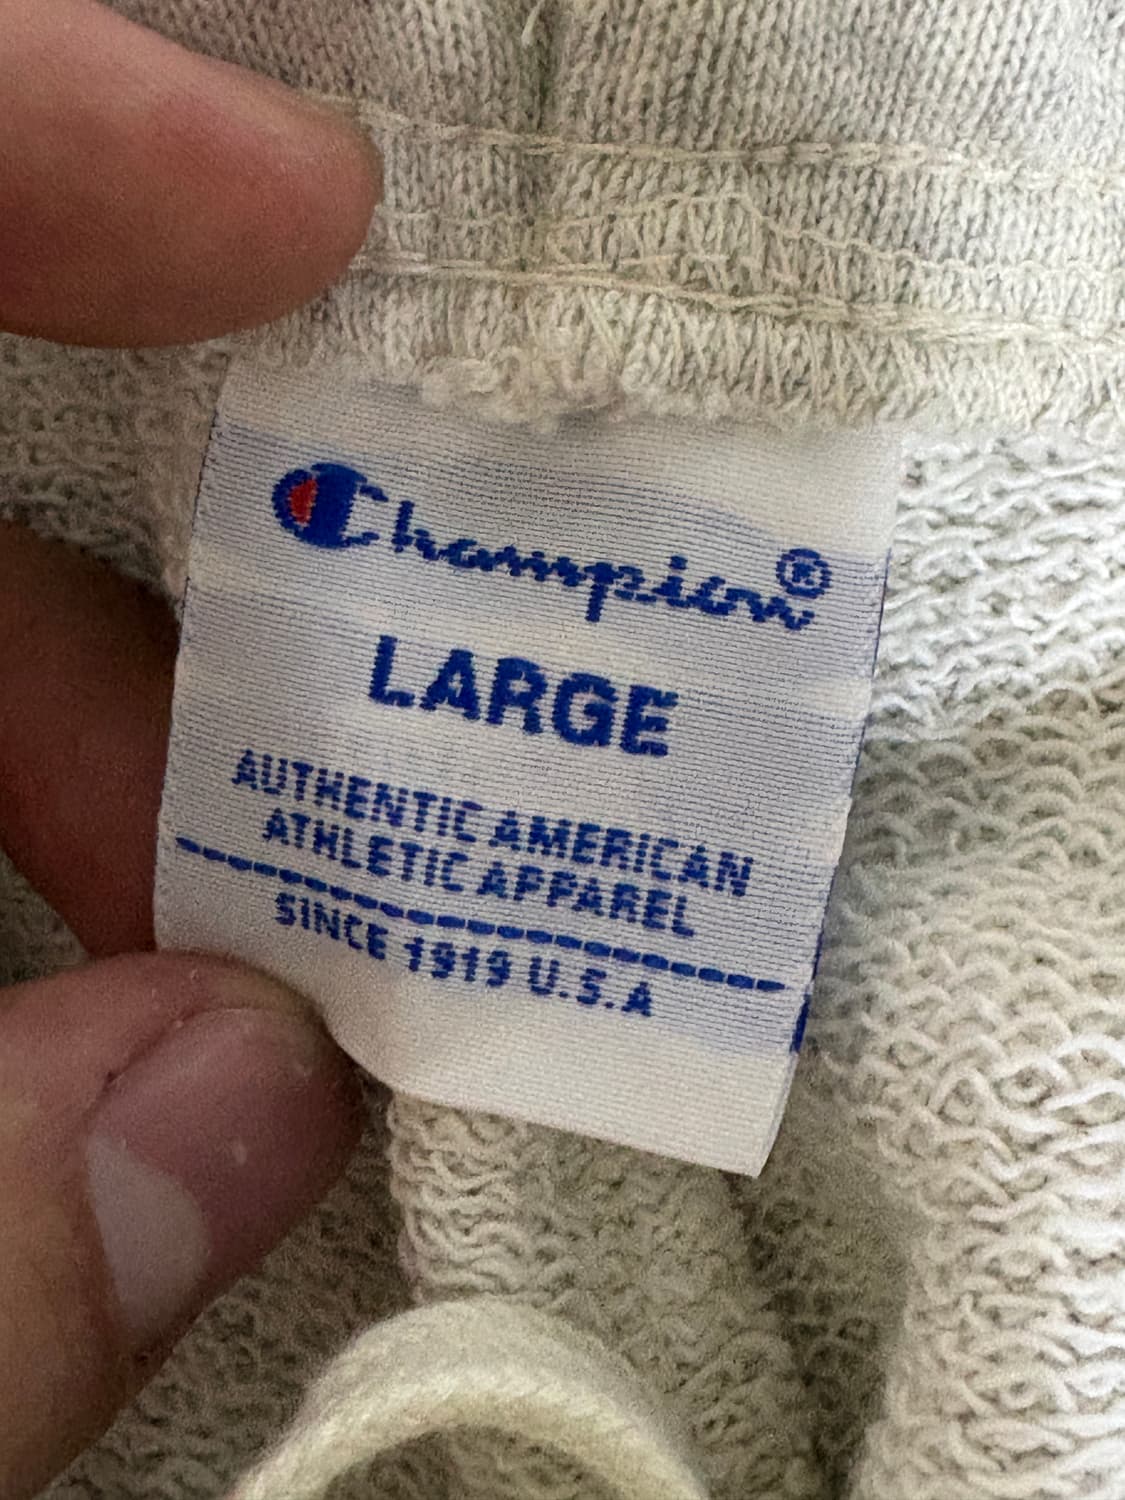 Champion®
LARGE
AUTHENTIC AMERICAN
ATHLETIC APPAREL
SINCE 1919 U.S.A